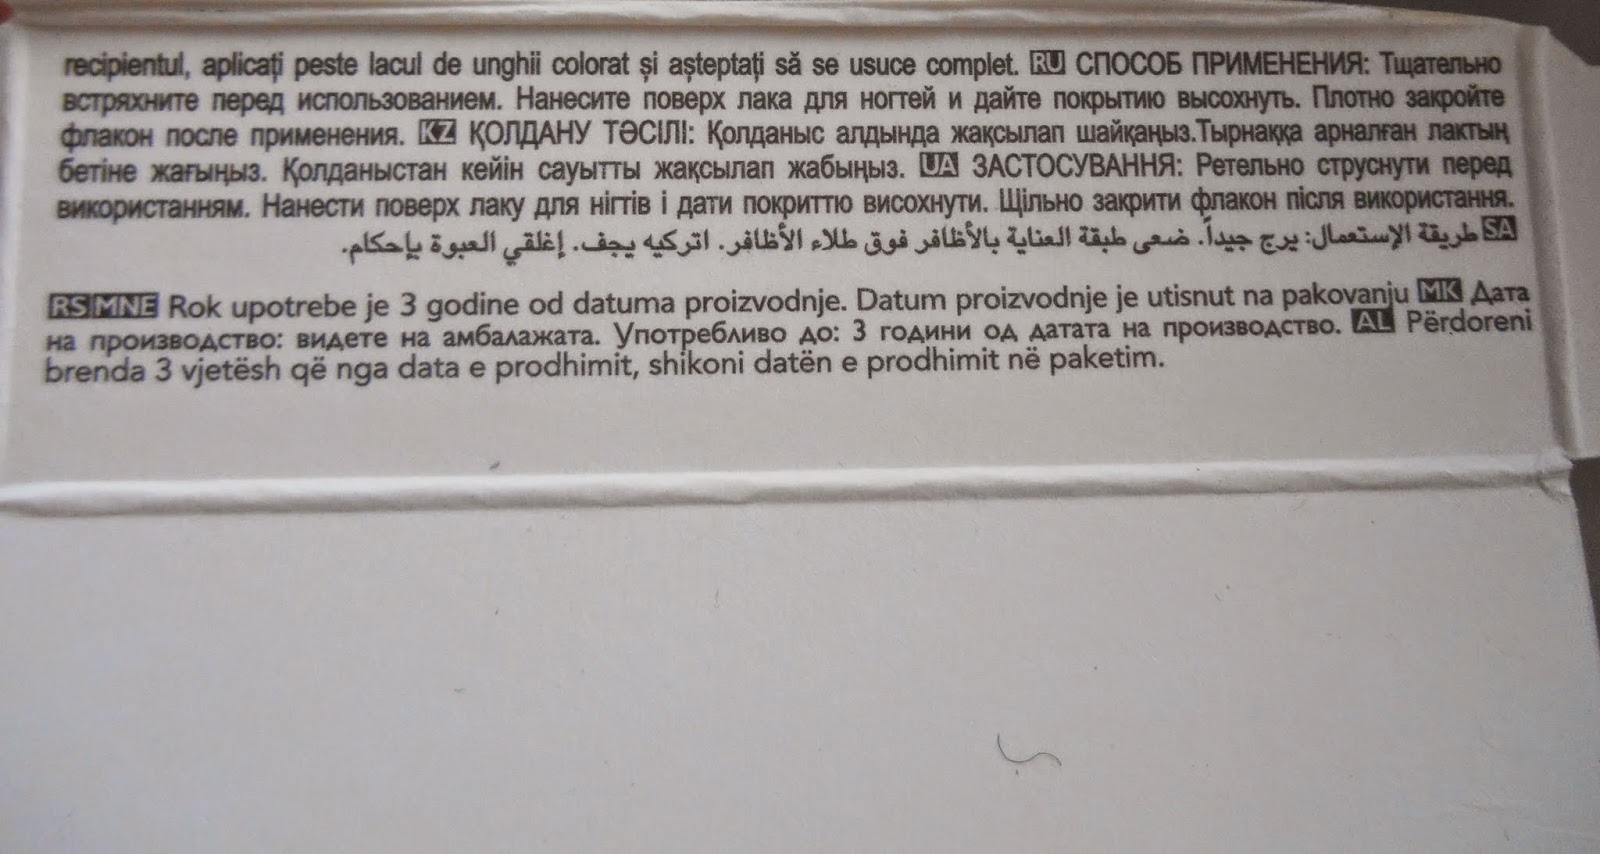 recipientul, aplicați peste lacul de unghii colorat și așteptați să se usuce complet. RU СПОСОБ ПРИМЕНЕНИЯ: Тщательно
встряхните перед использованием. Нанесите поверх лака для ногтей и дайте покрытию высохнуть. Плотно закройте
флакон после применения. KZ ҚОЛДАНУ ТӘСІЛІ: Қолданыс алдында жақсылап шайқаңыз.Тырнаққа арналған лактың
бетіне жағыңыз. Қолданыстан кейін сауытты жақсылап жабыңыз. UA ЗАСТОСУВАННЯ: Ретельно струснути перед
використанням. Нанести поверх лаку для нігтів і дати покриттю висохнути. Щільно закрити флакон після використання.
SA طريقة الإستعمال: يرج جيداً. ضعي طبقة العناية بالأظافر فوق طلاء الأظافر. اتركيه يجف. إغلقي العبوة بإحكام.
RS MNE Rok upotrebe je 3 godine od datuma proizvodnje. Datum proizvodnje je utisnut na pakovanju MK Дата
на производство: видете на амбалажата. Употребливо до: 3 години од датата на производство. AL Përdoreni
brenda 3 vjetësh që nga data e prodhimit, shikoni datën e prodhimit në paketim.